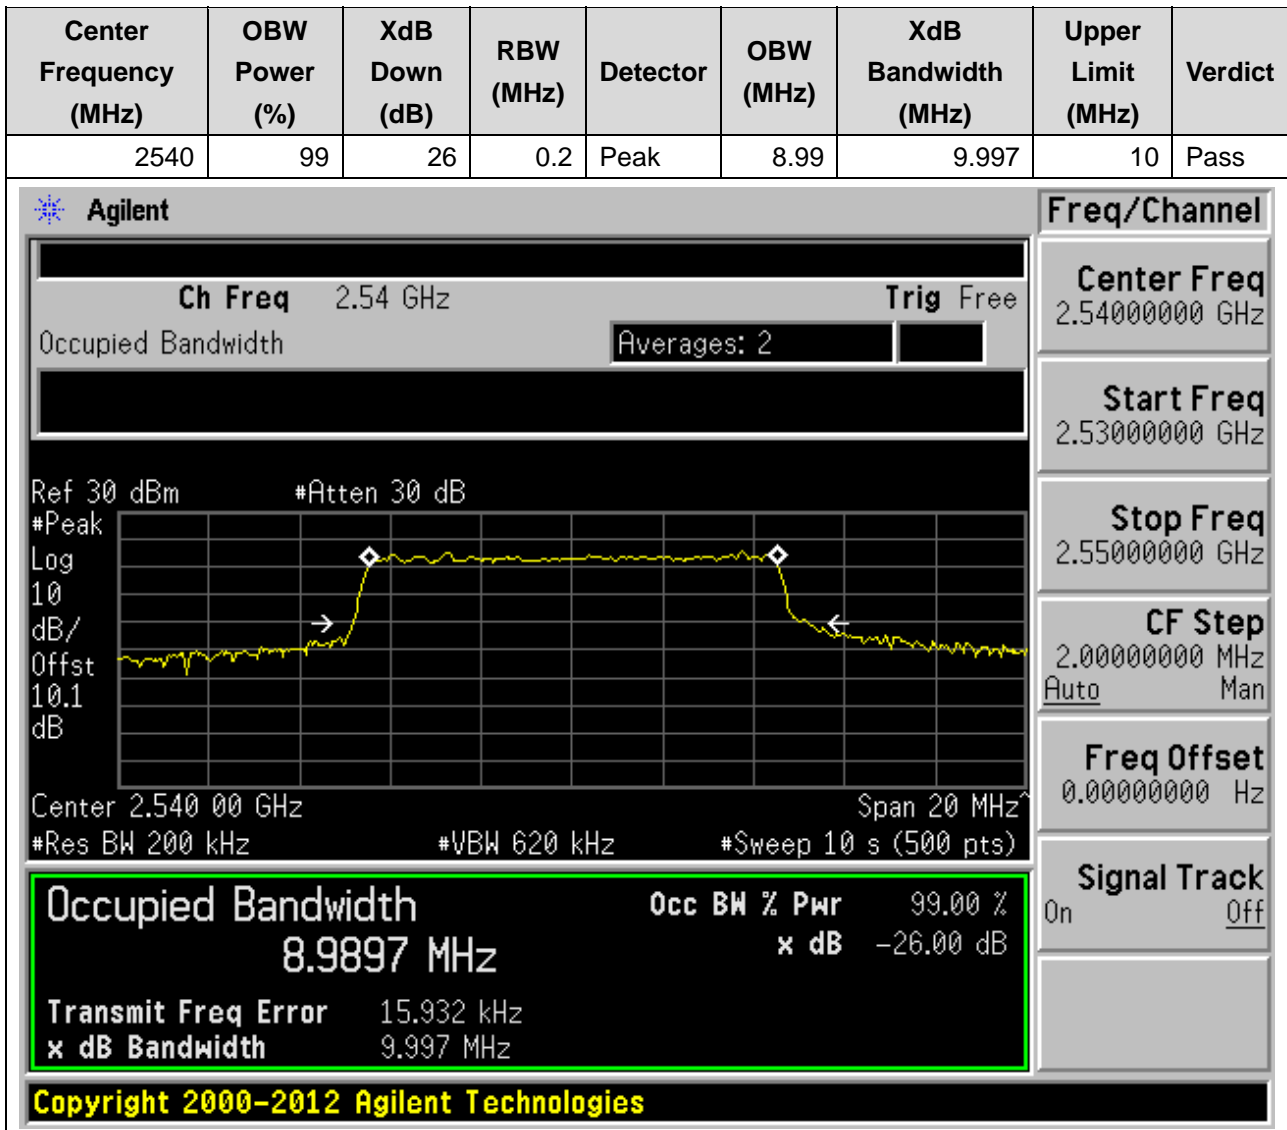 Center Frequency (MHz) OBW Power (%) XdB Down (dB) RBW (MHz) Detector OBW (MHz) XdB Bandwidth (MHz) Upper Limit (MHz) Verdict
2540 99 26 0.2 Peak 8.99 9.997 10 Pass
Agilent
Freq/Channel
Ch Freq 2.54 GHz Trig Free
Occupied Bandwidth Averages: 2
Center Freq
2.54000000 GHz
Start Freq
2.53000000 GHz
Stop Freq
2.55000000 GHz
CF Step
2.00000000 MHz
Auto Man
Freq Offset
0.00000000 Hz
Signal Track
On Off
Ref 30 dBm #Atten 30 dB
#Peak
Log
10
dB/
Offst
10.1
dB
Center 2.540 00 GHz Span 20 MHz^
#Res BW 200 kHz #VBW 620 kHz #Sweep 10 s (500 pts)
Occupied Bandwidth Occ BW % Pwr 99.00 %
8.9897 MHz x dB -26.00 dB
Transmit Freq Error 15.932 kHz
x dB Bandwidth 9.997 MHz
Copyright 2000-2012 Agilent Technologies